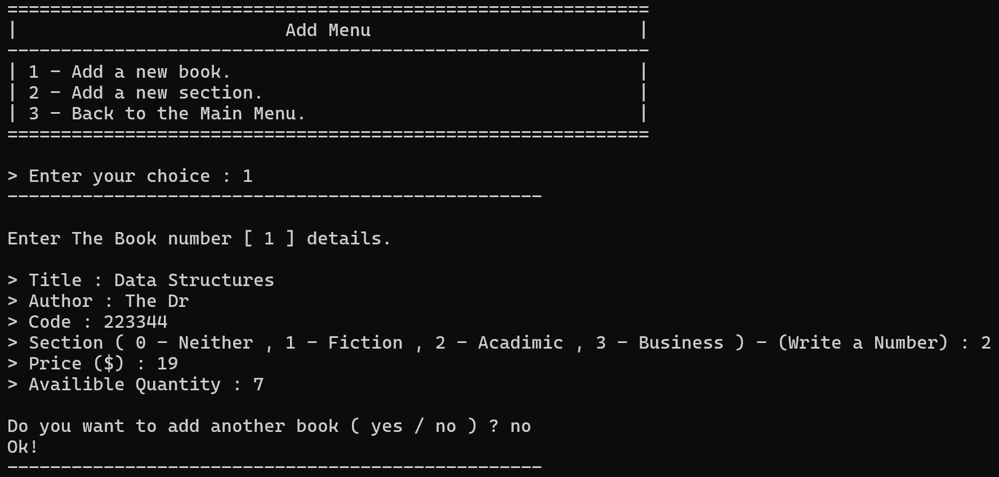 ============================================================
|                         Add Menu                         |
------------------------------------------------------------
| 1 - Add a new book.                                      |
| 2 - Add a new section.                                   |
| 3 - Back to the Main Menu.                               |
============================================================
> Enter your choice : 1
--------------------------------------------------
Enter The Book number [ 1 ] details.
> Title : Data Structures
> Author : The Dr
> Code : 223344
> Section ( 0 - Neither , 1 - Fiction , 2 - Acadimic , 3 - Business ) - (Write a Number) : 2
> Price ($) : 19
> Availible Quantity : 7
Do you want to add another book ( yes / no ) ? no
Ok!
--------------------------------------------------